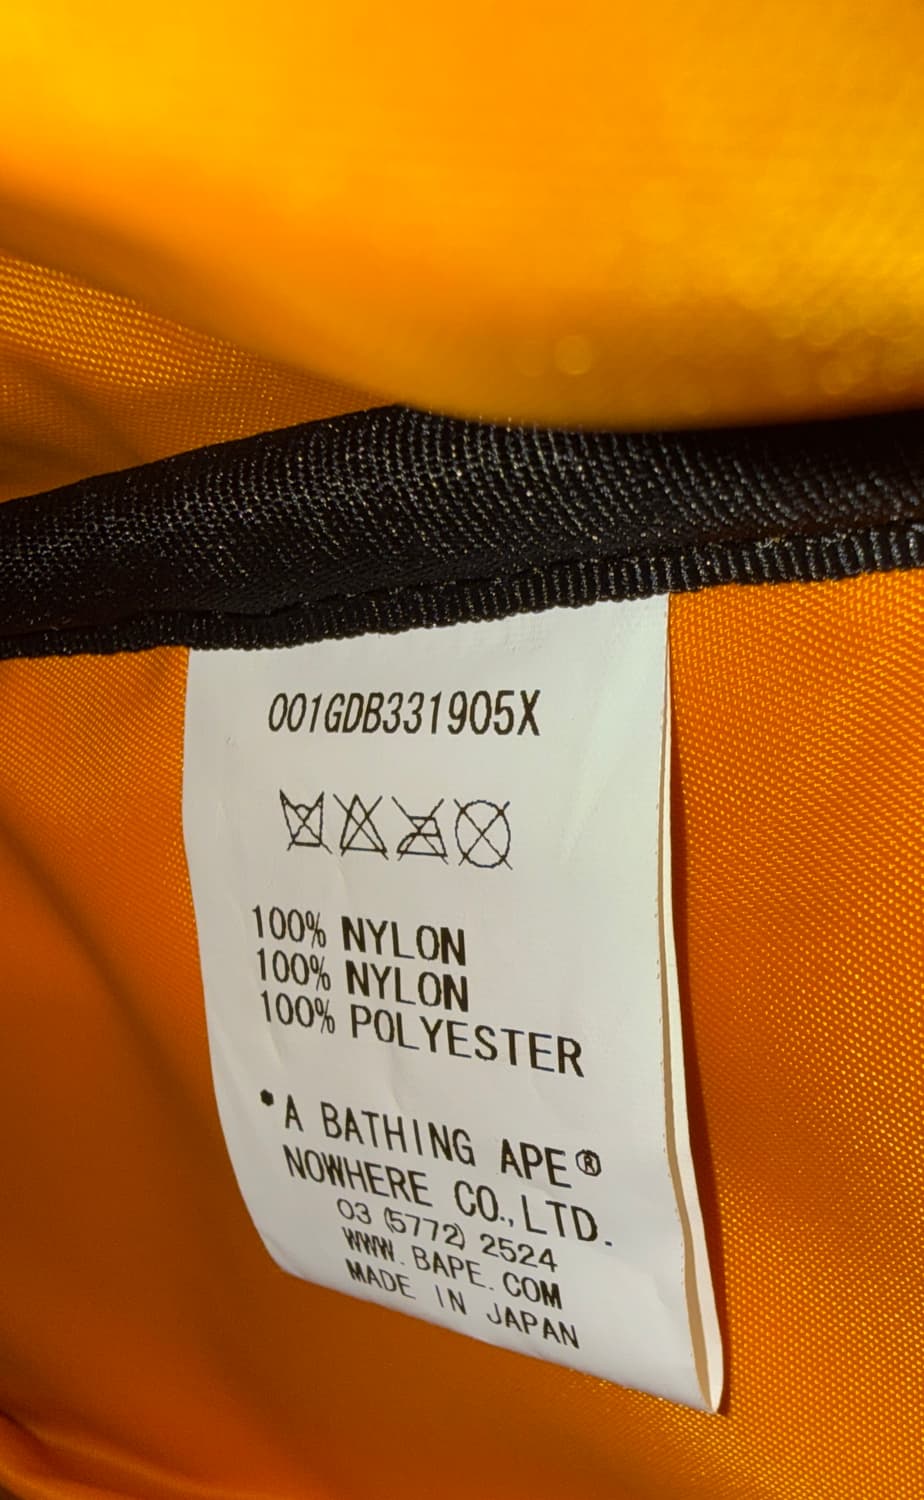 001GDB331905X
100% NYLON
100% NYLON
100% POLYESTER
*A BATHING APE®
NOWHERE CO.,LTD.
03 (5772) 2524
WWW.BAPE.COM
MADE IN JAPAN